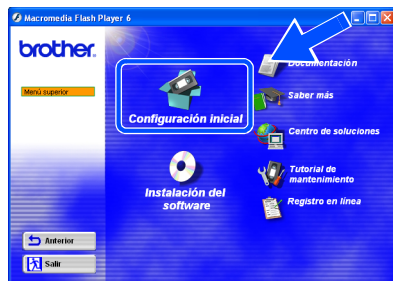 Macromedia Flash Player 6
brother
Menú superior
Configuración inicial
Instalación del
software
Documentación
Saber más
Centro de soluciones
Tutorial de
mantenimiento
Registro en línea
Anterior
Salir